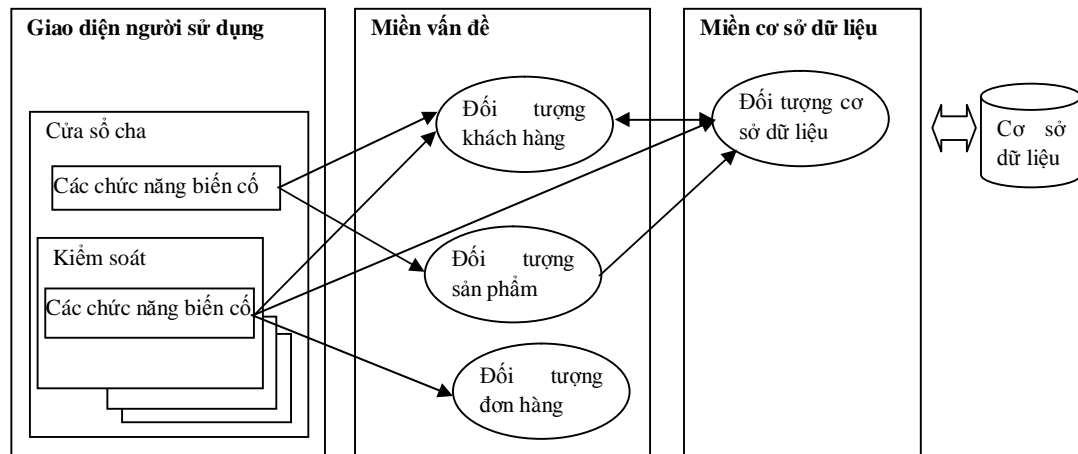 Giao diện người sử dụng
Cửa sổ cha
Các chức năng biến cố
Kiểm soát
Các chức năng biến cố
Miền vấn đề
Đối tượng
khách hàng
Đối tượng
sản phẩm
Đối tượng
đơn hàng
Miền cơ sở dữ liệu
Đối tượng cơ
sở dữ liệu
Cơ sở
dữ liệu